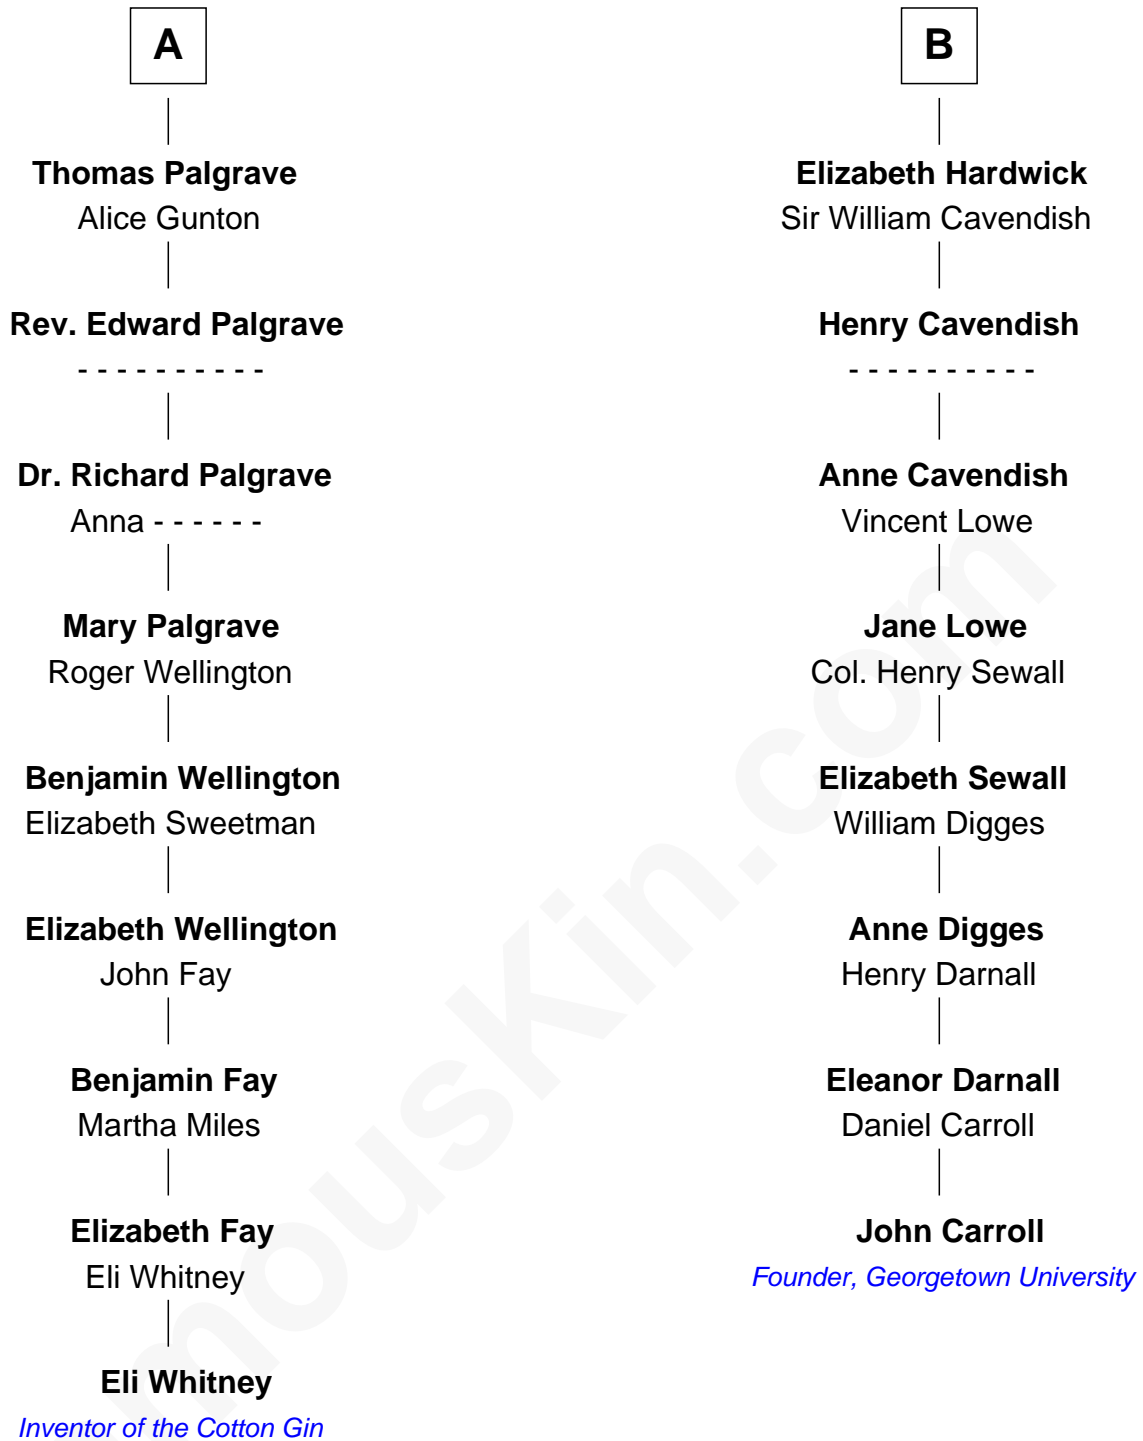 A
Thomas Palgrave
Alice Gunton
Rev. Edward Palgrave
- - - - - - - - - -
Dr. Richard Palgrave
Anna - - - - - -
Mary Palgrave
Roger Wellington
Benjamin Wellington
Elizabeth Sweetman
Elizabeth Wellington
John Fay
Benjamin Fay
Martha Miles
Elizabeth Fay
Eli Whitney
Eli Whitney
Inventor of the Cotton Gin
B
Elizabeth Hardwick
Sir William Cavendish
Henry Cavendish
- - - - - - - - - -
Anne Cavendish
Vincent Lowe
Jane Lowe
Col. Henry Sewall
Elizabeth Sewall
William Digges
Anne Digges
Henry Darnall
Eleanor Darnall
Daniel Carroll
John Carroll
Founder, Georgetown University
mouskin.com